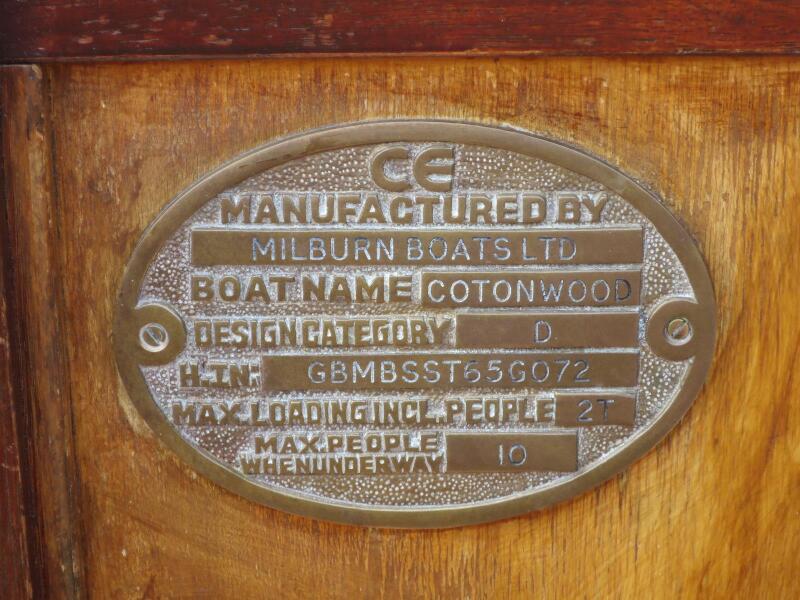 CE
MANUFACTURED BY
MILBURN BOATS LTD
BOAT NAME COTONWOOD
DESIGN CATEGORY D
H.IN: GBMBSST65G072
MAX. LOADING INCL. PEOPLE 2T
MAX. PEOPLE
WHEN UNDERWAY 10